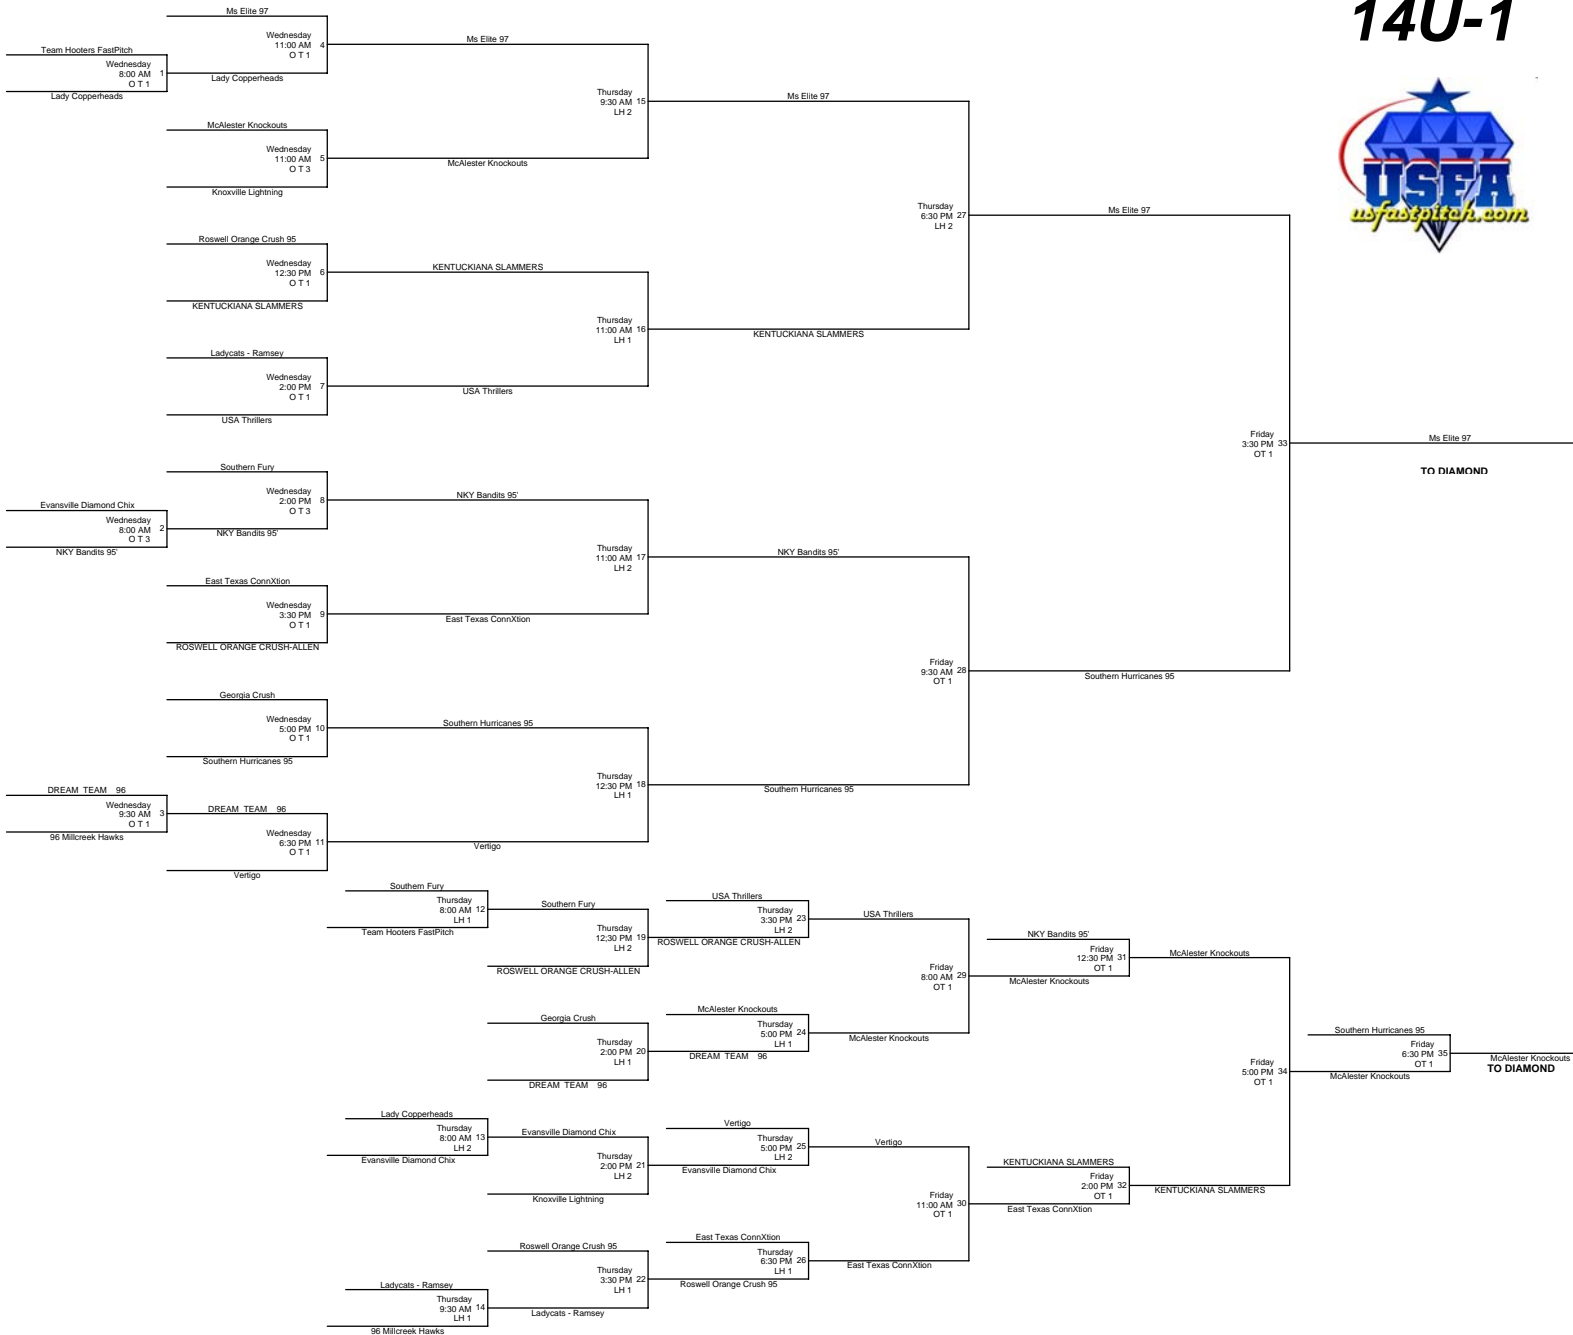 14U-1
USFA
usfastpitch.com
Ms Elite 97
Wednesday
11:00 AM 4
O T 1
Team Hooters FastPitch
Wednesday
8:00 AM 1
O T 1
Lady Copperheads
Lady Copperheads
Ms Elite 97
Thursday
9:30 AM 15
LH 2
McAlester Knockouts
Wednesday
11:00 AM 5
O T 3
Knoxville Lightning
McAlester Knockouts
Ms Elite 97
Thursday
6:30 PM 27
LH 2
Roswell Orange Crush 95
Wednesday
12:30 PM 6
O T 1
KENTUCKIANA SLAMMERS
KENTUCKIANA SLAMMERS
Thursday
11:00 AM 16
LH 1
KENTUCKIANA SLAMMERS
Ladycats - Ramsey
Wednesday
2:00 PM 7
O T 1
USA Thrillers
USA Thrillers
Ms Elite 97
Friday
3:30 PM 33
OT 1
Ms Elite 97
TO DIAMOND
Southern Fury
Wednesday
2:00 PM 8
O T 3
Evansville Diamond Chix
Wednesday
8:00 AM 2
O T 3
NKY Bandits 95'
NKY Bandits 95'
NKY Bandits 95'
Thursday
11:00 AM 17
LH 2
NKY Bandits 95'
East Texas ConnXtion
Wednesday
3:30 PM 9
O T 1
ROSWELL ORANGE CRUSH-ALLEN
East Texas ConnXtion
Friday
9:30 AM 28
OT 1
Southern Hurricanes 95
Georgia Crush
Wednesday
5:00 PM 10
O T 1
Southern Hurricanes 95
Southern Hurricanes 95
Thursday
12:30 PM 18
LH 1
Southern Hurricanes 95
DREAM TEAM 96
Wednesday
9:30 AM 3
O T 1
96 Millcreek Hawks
DREAM TEAM 96
Wednesday
6:30 PM 11
O T 1
Vertigo
Vertigo
Southern Fury
Thursday
8:00 AM 12
LH 1
Team Hooters FastPitch
Southern Fury
Thursday
12;30 PM 19
LH 2
ROSWELL ORANGE CRUSH-ALLEN
USA Thrillers
Thursday
3:30 PM 23
LH 2
ROSWELL ORANGE CRUSH-ALLEN
USA Thrillers
Friday
8:00 AM 29
OT 1
NKY Bandits 95'
Friday
12:30 PM 31
OT 1
McAlester Knockouts
McAlester Knockouts
Georgia Crush
Thursday
2:00 PM 20
LH 1
DREAM TEAM 96
McAlester Knockouts
Thursday
5:00 PM 24
LH 1
DREAM TEAM 96
McAlester Knockouts
Friday
5:00 PM 34
OT 1
Southern Hurricanes 95
Friday
6:30 PM 35
OT 1
McAlester Knockouts
McAlester Knockouts
TO DIAMOND
Lady Copperheads
Thursday
8:00 AM 13
LH 2
Evansville Diamond Chix
Evansville Diamond Chix
Thursday
2:00 PM 21
LH 2
Knoxville Lightning
Vertigo
Thursday
5:00 PM 25
LH 2
Evansville Diamond Chix
Vertigo
Friday
11:00 AM 30
OT 1
KENTUCKIANA SLAMMERS
Friday
2:00 PM 32
OT 1
East Texas ConnXtion
KENTUCKIANA SLAMMERS
Roswell Orange Crush 95
Thursday
3:30 PM 22
LH 1
East Texas ConnXtion
Thursday
6:30 PM 26
LH 1
Roswell Orange Crush 95
East Texas ConnXtion
Ladycats - Ramsey
Thursday
9:30 AM 14
LH 1
96 Millcreek Hawks
Ladycats - Ramsey